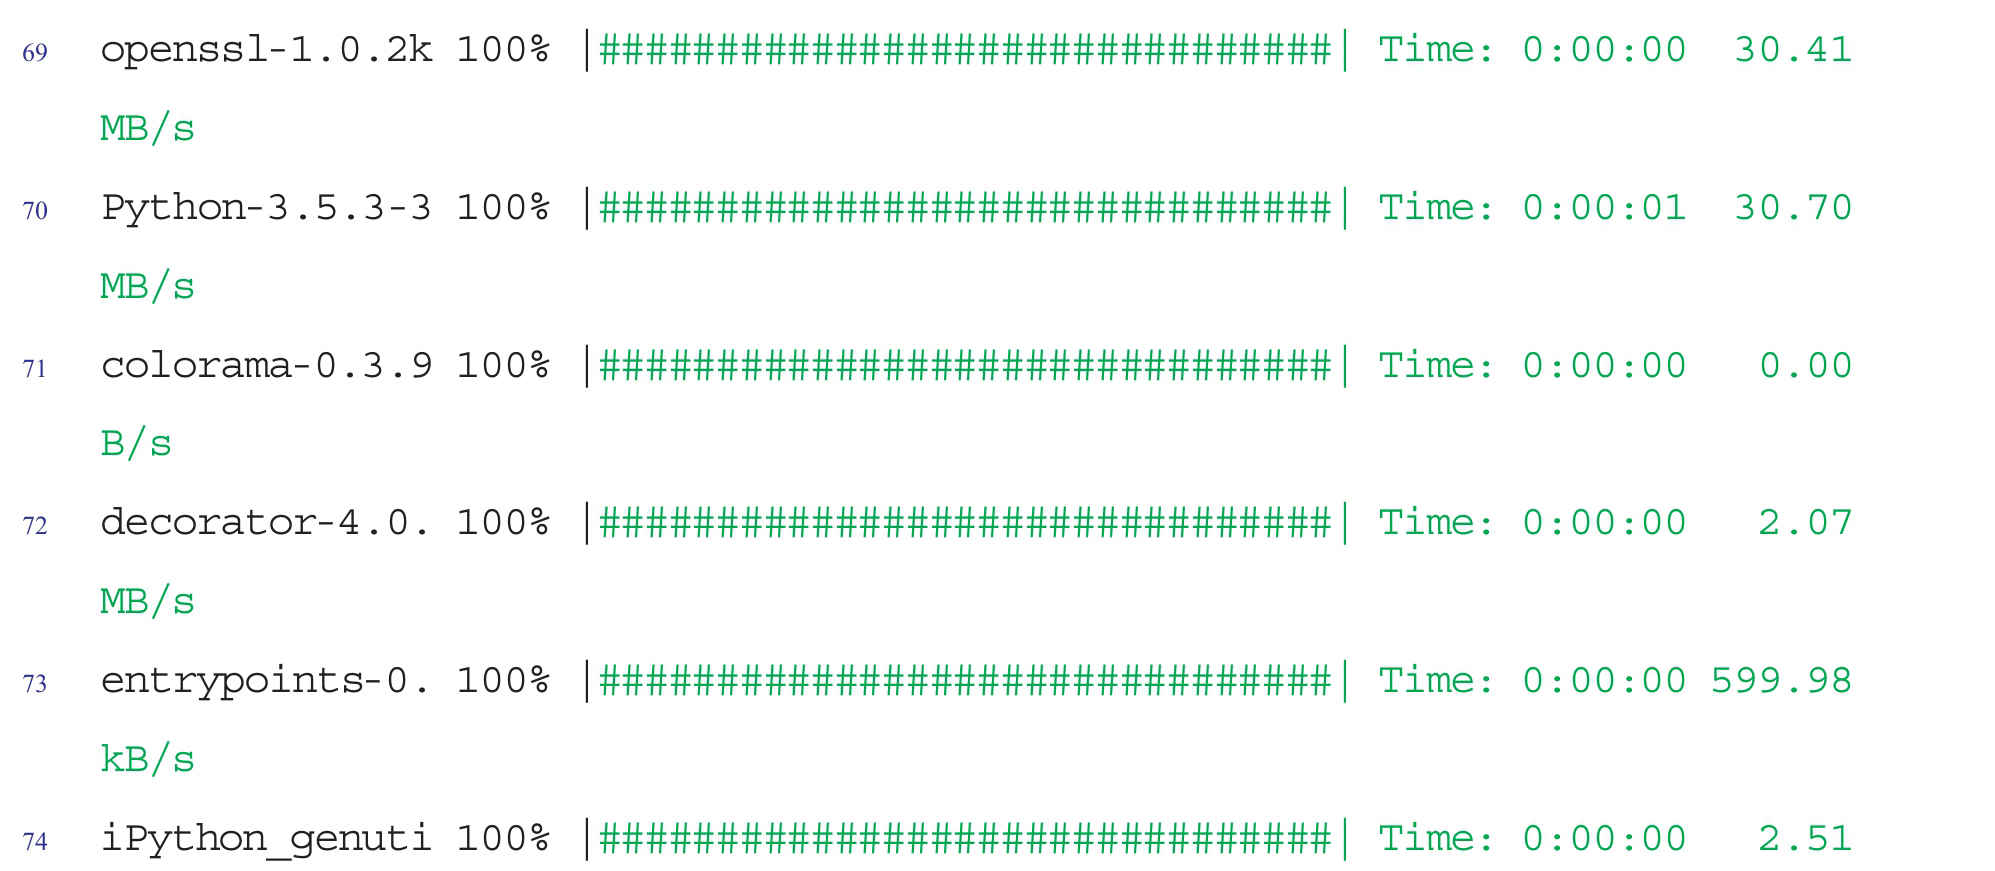 69 openssl-1.0.2k 100% |###############################| Time: 0:00:00  30.41
MB/s
70 Python-3.5.3-3 100% |###############################| Time: 0:00:01  30.70
MB/s
71 colorama-0.3.9 100% |###############################| Time: 0:00:00   0.00
B/s
72 decorator-4.0. 100% |###############################| Time: 0:00:00   2.07
MB/s
73 entrypoints-0. 100% |###############################| Time: 0:00:00 599.98
kB/s
74 iPython_genuti 100% |###############################| Time: 0:00:00   2.51